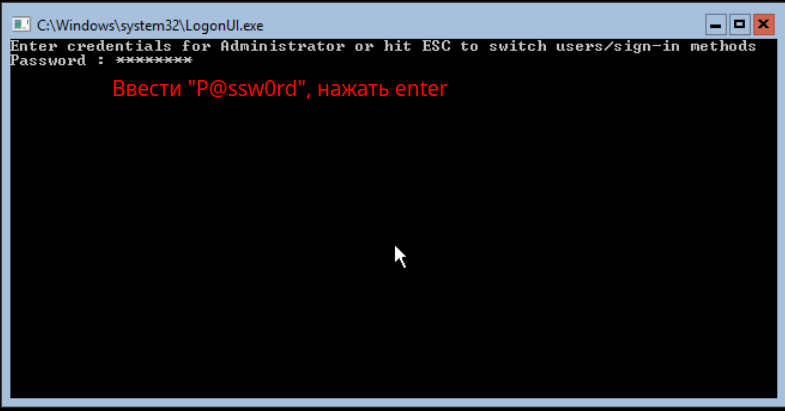 C:\Windows\system32\LogonUI.exe
Enter credentials for Administrator or hit ESC to switch users/sign-in methods
Password : ********
Ввести "P@ssw0rd", нажать enter